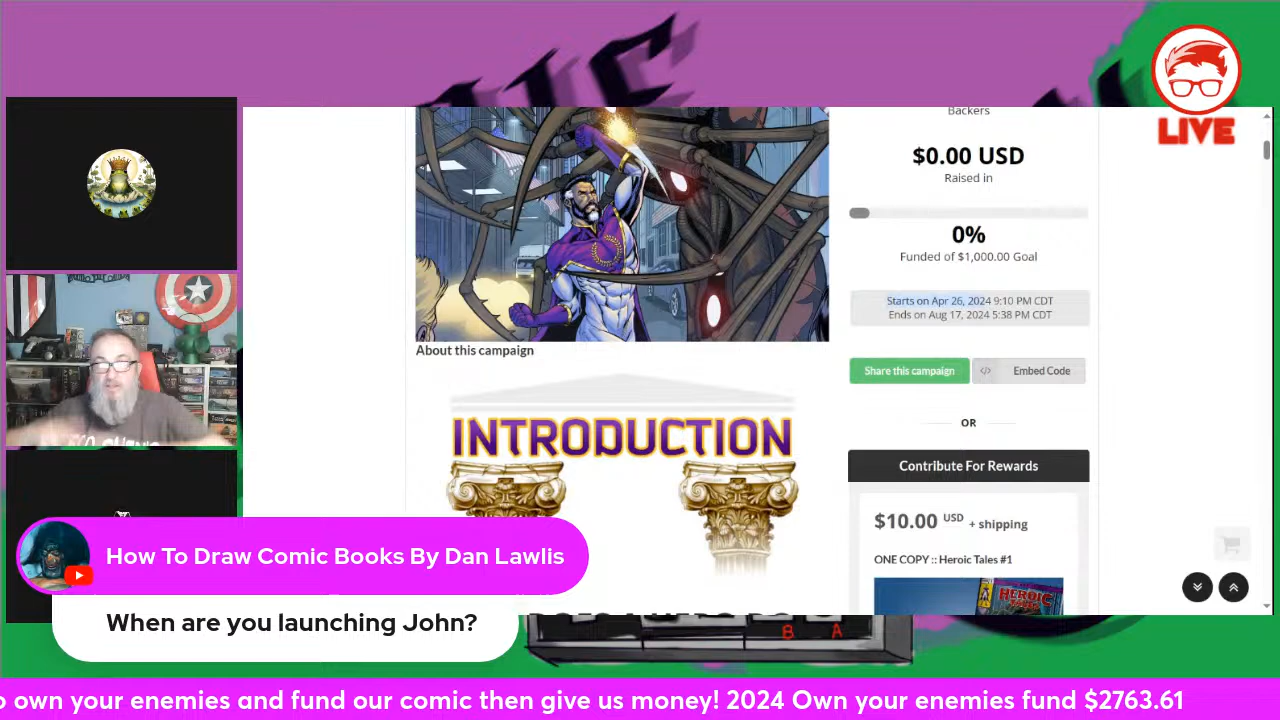 LIVE
Backers
$0.00 USD
Raised in
0%
Funded of $1,000.00 Goal
Starts on Apr 26, 2024 9:10 PM CDT
Ends on Aug 17, 2024 5:38 PM CDT
Share this campaign
</> Embed Code
OR
Contribute For Rewards
$10.00 USD + shipping
ONE COPY :: Heroic Tales #1
HEROIC
About this campaign
INTRODUCTION
How To Draw Comic Books By Dan Lawlis
When are you launching John?
B A
o own your enemies and fund our comic then give us money! 2024 Own your enemies fund $2763.61